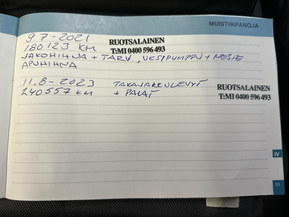 MUISTIINPANOJA
9.7-2021
180123 KM
RUOTSALAINEN
T:MI 0400 596 493
JAKOHIHNA + TARV, VESIPUMPPU + NESTE
APUHIHNA
11.8-2023 TAKAJARRULEVYT
240557 KM + PALAT
RUOTSALAINEN
T:MI 0400 596 493
IV